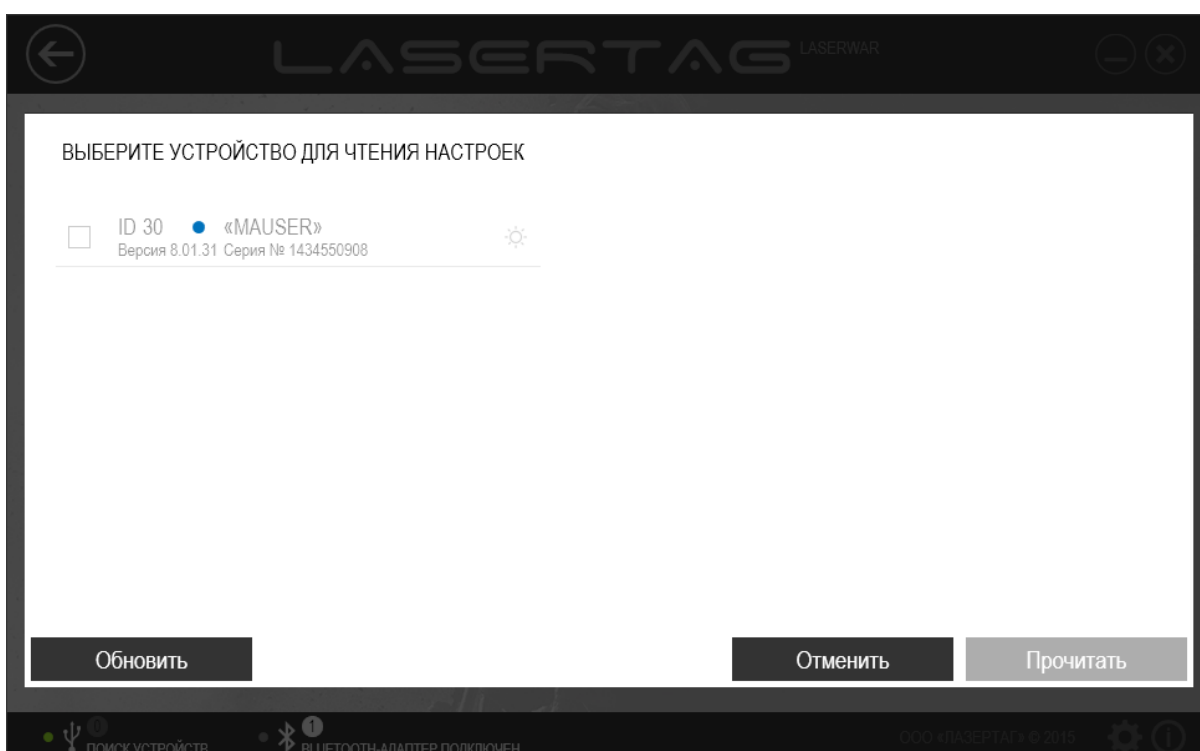 LASERTAG LASERWAR
ВЫБЕРИТЕ УСТРОЙСТВО ДЛЯ ЧТЕНИЯ НАСТРОЕК
ID 30 «MAUSER»
Версия 8.01.31 Серия № 1434550908
Обновить Отменить Прочитать
0 1
ПОИСК УСТРОЙСТВ BLUETOOTH-АДАПТЕР ПОДКЛЮЧЕН ООО «ЛАЗЕРТАГ» © 2015